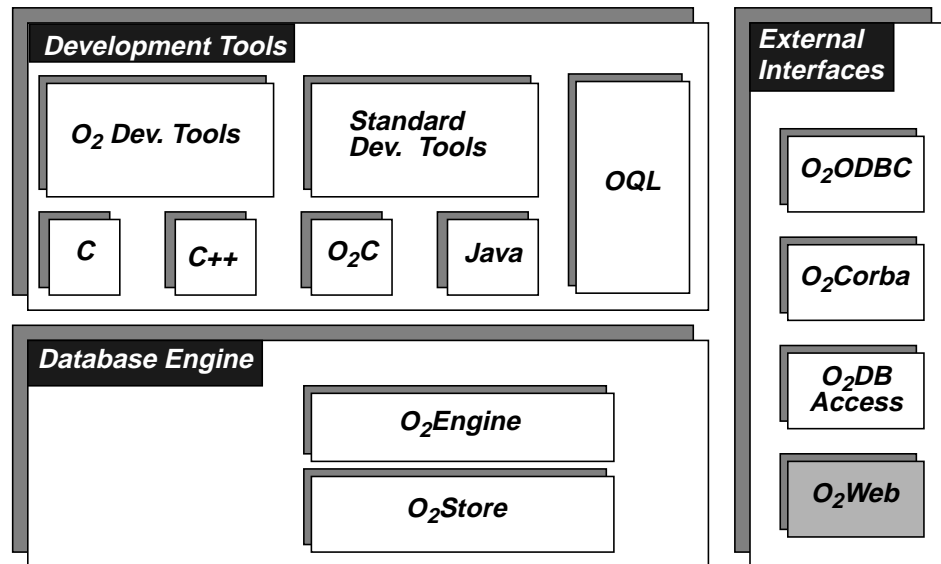 Development Tools
O₂ Dev. Tools
Standard
Dev. Tools
OQL
C
C++
O₂C
Java
Database Engine
O₂Engine
O₂Store
External
Interfaces
O₂ODBC
O₂Corba
O₂DB
Access
O₂Web